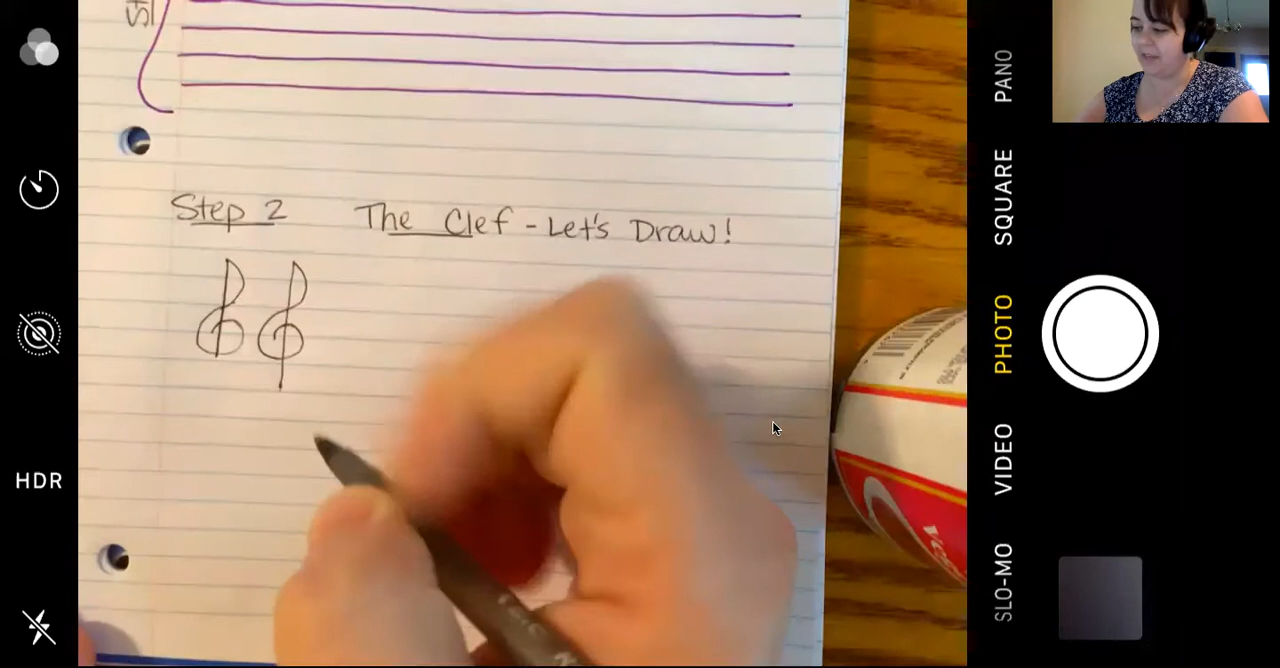 Step 2 The Clef - Let's Draw!
HDR
PANO
SQUARE
PHOTO
VIDEO
SLO-MO